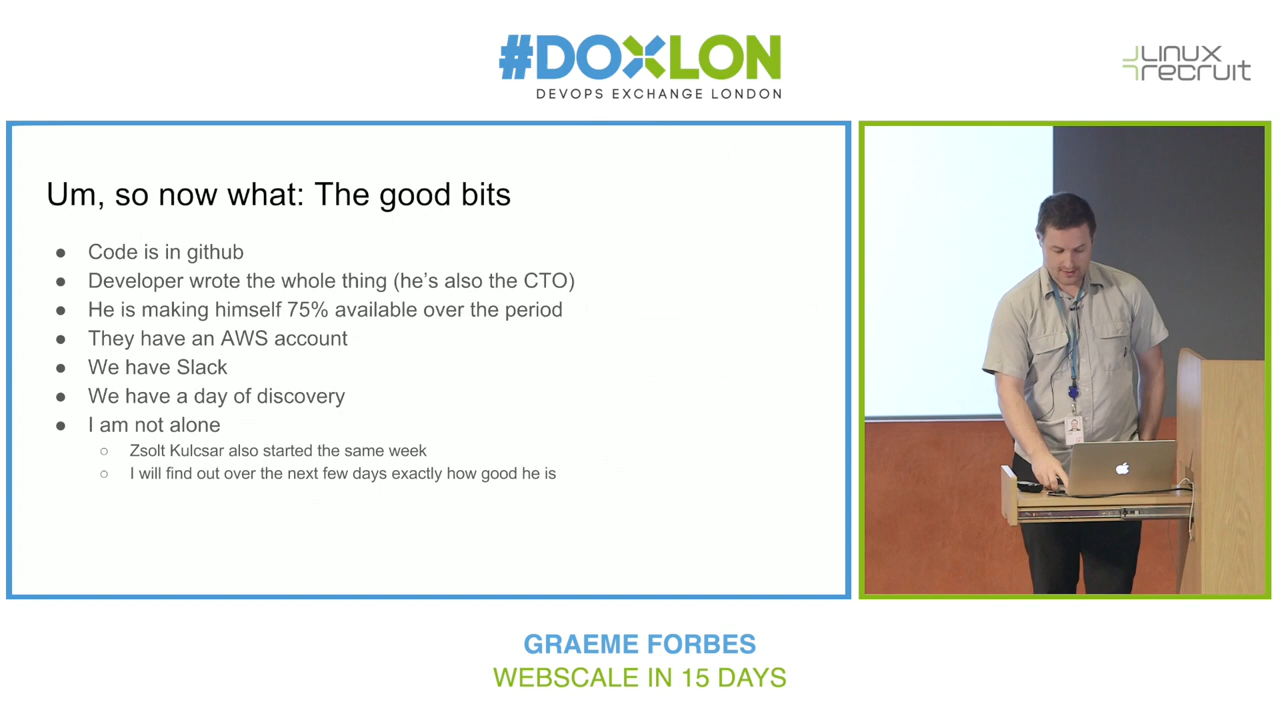 #DOXLON
DEVOPS EXCHANGE LONDON
Linux
recruit
Um, so now what: The good bits
● Code is in github
● Developer wrote the whole thing (he's also the CTO)
● He is making himself 75% available over the period
● They have an AWS account
● We have Slack
● We have a day of discovery
● I am not alone
○ Zsolt Kulcsar also started the same week
○ I will find out over the next few days exactly how good he is
GRAEME FORBES
WEBSCALE IN 15 DAYS